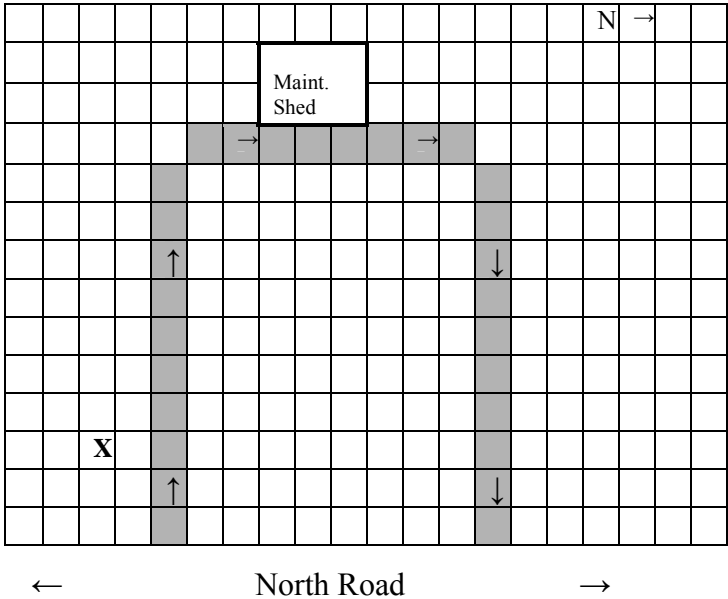 N →
Maint.
Shed
→ →
↑ ↓
X
↑ ↓
← North Road →